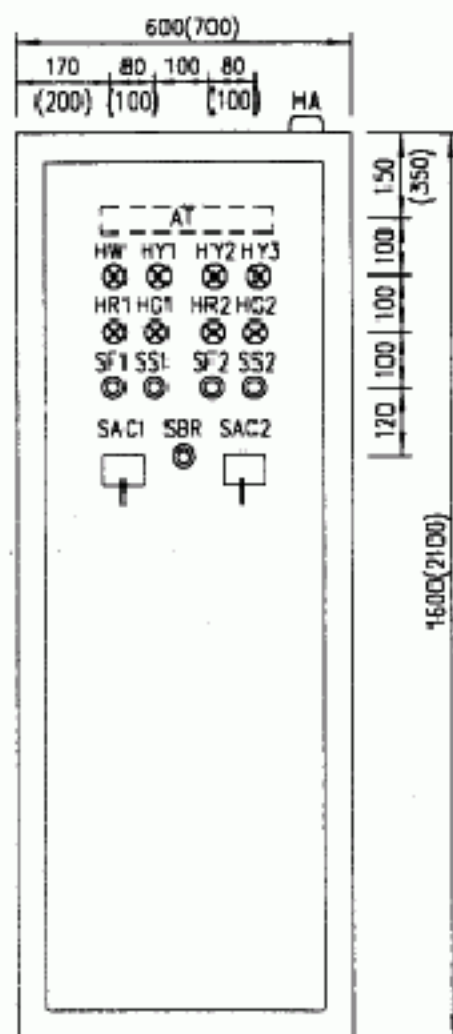 600(700)
170 80 100 80
(200) (100) (100) HA
150
(350)
AT
100
HW HY1 HY2 HY3
100
HR1 HG1 HR2 HG2
100
SF1 SS1 SF2 SS2
120
SAC1 SBR SAC2
1600(2100)